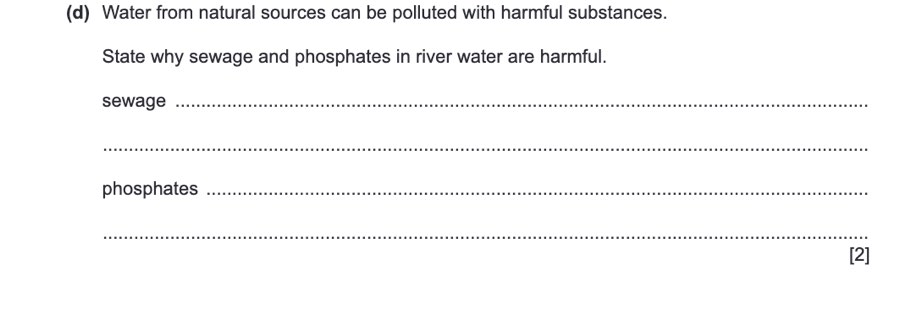 (d) Water from natural sources can be polluted with harmful substances.
State why sewage and phosphates in river water are harmful.
sewage ....................................................................................................................................
....................................................................................................................................
phosphates ....................................................................................................................................
....................................................................................................................................
[2]